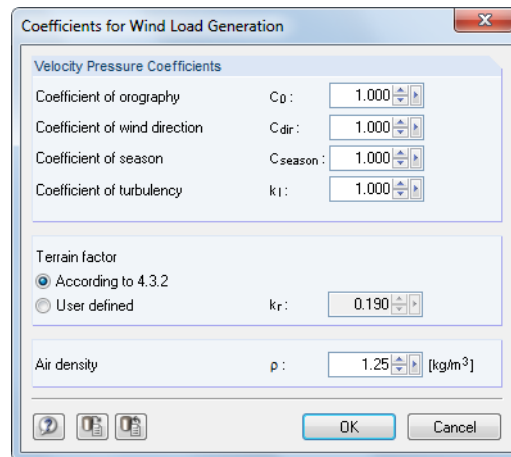 Coefficients for Wind Load Generation
Velocity Pressure Coefficients
Coefficient of orography C0 : 1.000
Coefficient of wind direction Cdir : 1.000
Coefficient of season Cseason : 1.000
Coefficient of turbulency kI : 1.000
Terrain factor
According to 4.3.2
User defined kr : 0.190
Air density ρ : 1.25 [kg/m³]
OK Cancel